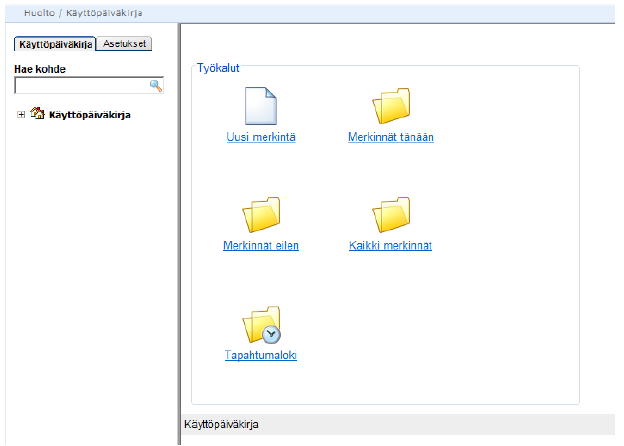 Huolto / Käyttöpäiväkirja
Käyttöpäiväkirja Asetukset
Hae kohde
Käyttöpäiväkirja
Työkalut
Uusi merkintä Merkinnät tänään
Merkinnät eilen Kaikki merkinnät
Tapahtumaloki
Käyttöpäiväkirja